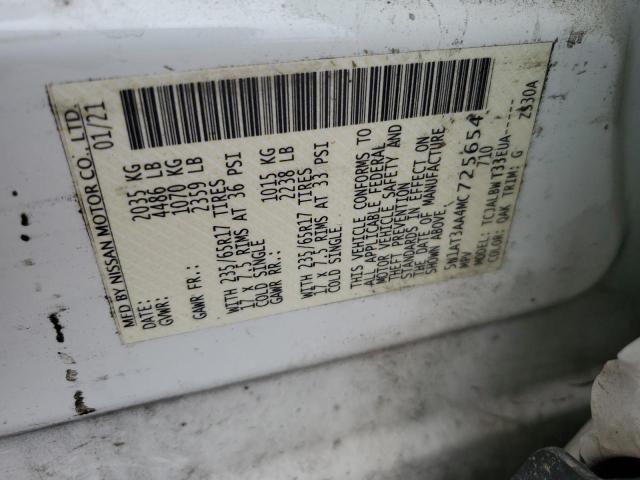 MFD BY NISSAN MOTOR CO., LTD.
DATE: 01/21
GVWR: 2035 KG
4486 LB
GAWR FR.: 1070 KG
2359 LB
WITH 235/65R17 TIRES
17 X 7.5 RIMS AT 36 PSI
COLD SINGLE
GAWR RR.: 1015 KG
2238 LB
WITH 235/65R17 TIRES
17 X 7.5 RIMS AT 33 PSI
COLD SINGLE
THIS VEHICLE CONFORMS TO
ALL APPLICABLE FEDERAL
MOTOR VEHICLE SAFETY AND
THEFT PREVENTION
STANDARDS IN EFFECT ON
THE DATE OF MANUFACTURE
SHOWN ABOVE.
5N1AT3AA4MC725654
MPV 710
MODEL: TCJALBWT33EUA------
COLOR: QAK TRIM: G Z330A